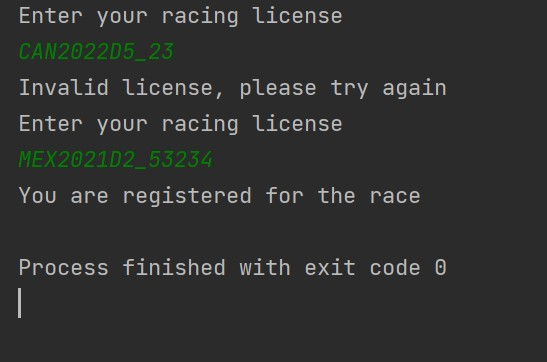 Enter your racing license
CAN2022D5_23
Invalid license, please try again
Enter your racing license
MEX2021D2_53234
You are registered for the race
Process finished with exit code 0